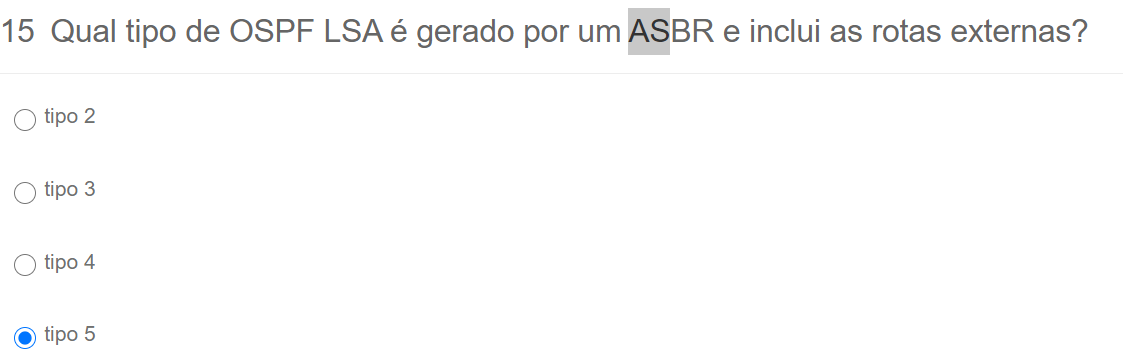 15 Qual tipo de OSPF LSA é gerado por um ASBR e inclui as rotas externas?
tipo 2
tipo 3
tipo 4
tipo 5